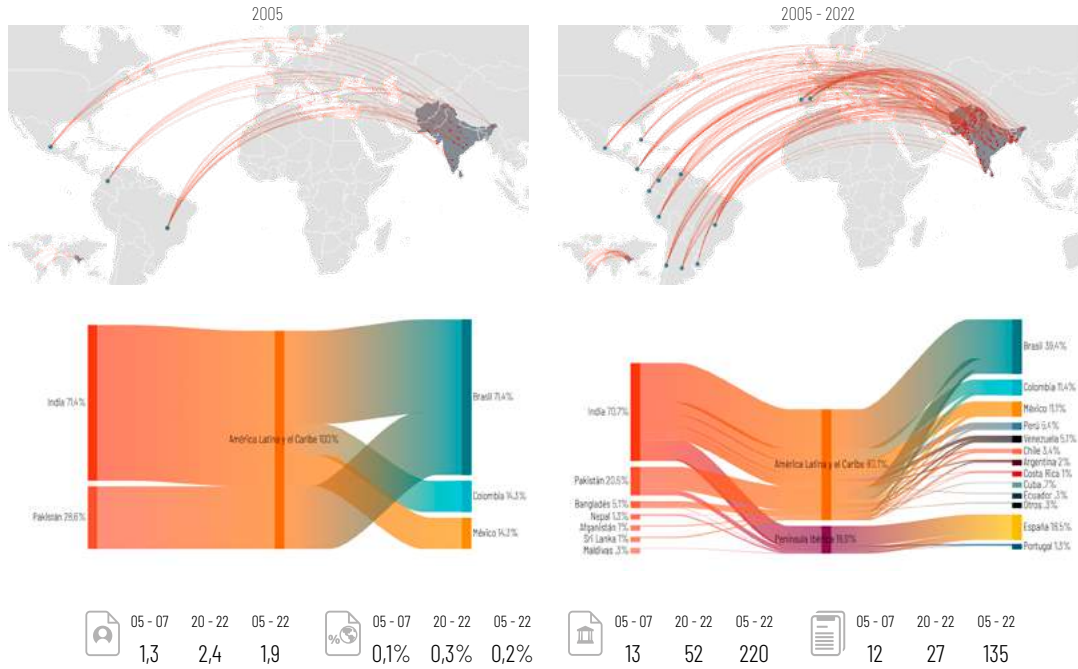 2005
2005 - 2022
India 71,4%
Pakistán 28,6%
América Latina y el Caribe 100%
Brasil 71,4%
Colombia 14,3%
México 14,3%
India 70,7%
Pakistán 20,5%
Bangladés 5,1%
Nepal 1,3%
Afganistán 1%
Sri Lanka 1%
Maldivas ,3%
América Latina y el Caribe 80,1%
Península Ibérica 19,9%
Brasil 39,4%
Colombia 11,4%
México 11,1%
Perú 5,4%
Venezuela 5,1%
Chile 3,4%
Argentina 2%
Costa Rica 1%
Cuba ,7%
Ecuador ,3%
Otros ,3%
España 18,5%
Portugal 1,3%
05 - 07 20 - 22 05 - 22
1,3 2,4 1,9
%
05 - 07 20 - 22 05 - 22
0,1% 0,3% 0,2%
05 - 07 20 - 22 05 - 22
13 52 220
05 - 07 20 - 22 05 - 22
12 27 135